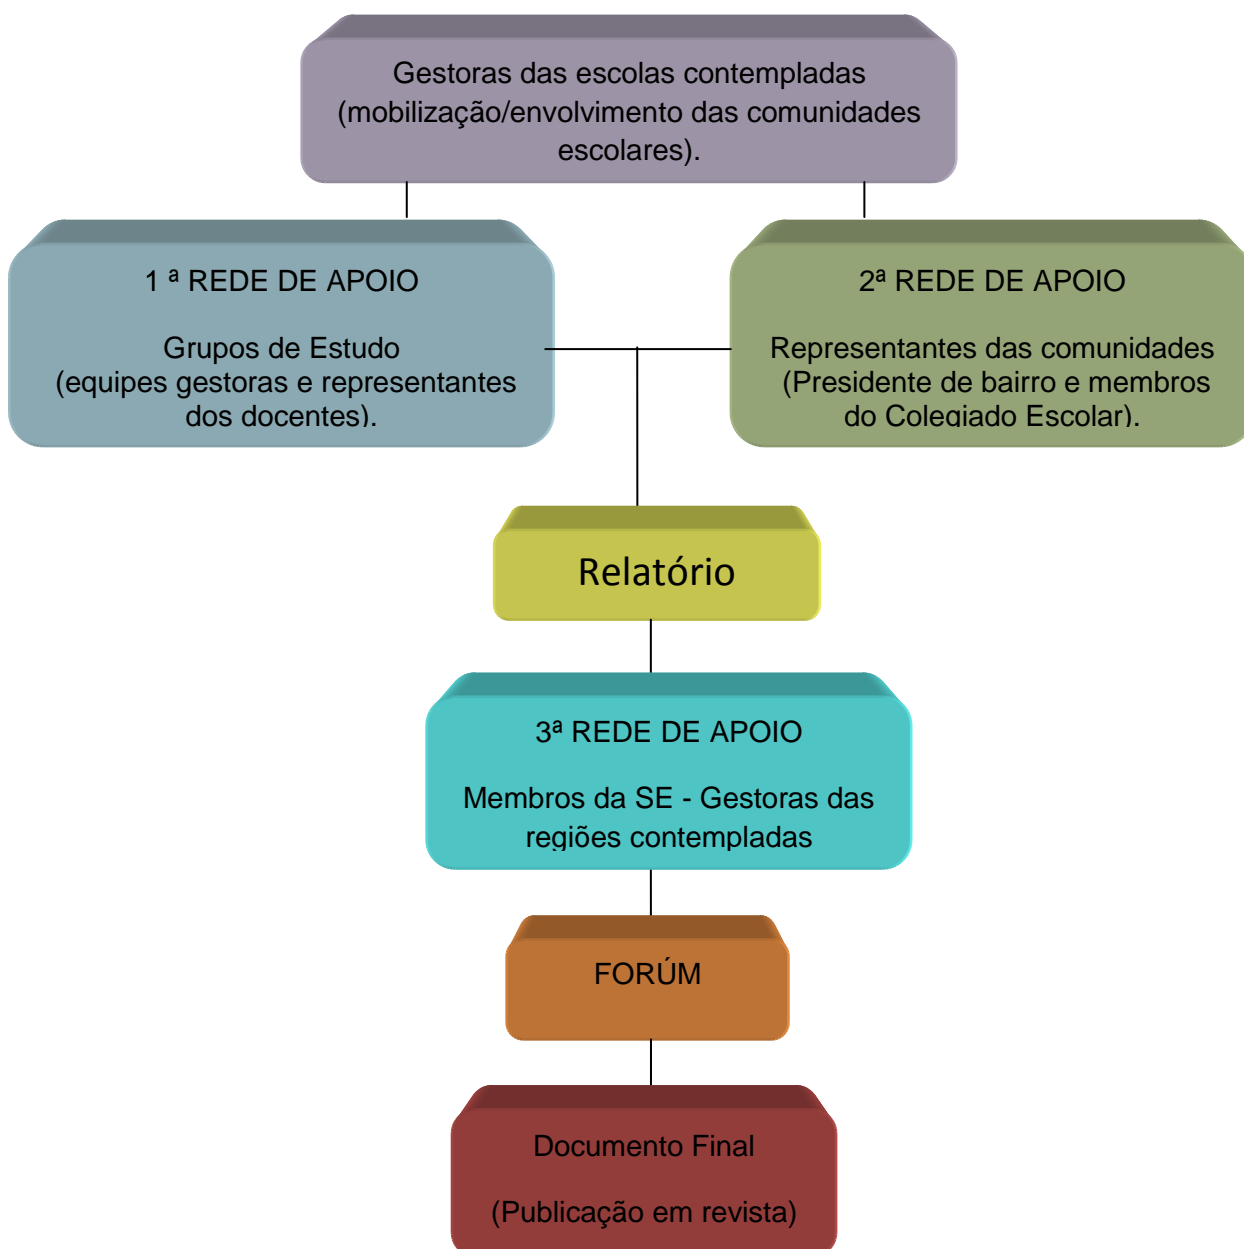 Gestoras das escolas contempladas
(mobilização/envolvimento das comunidades
escolares).
1 ª REDE DE APOIO
Grupos de Estudo
(equipes gestoras e representantes
dos docentes).
2ª REDE DE APOIO
Representantes das comunidades
(Presidente de bairro e membros
do Colegiado Escolar).
Relatório
3ª REDE DE APOIO
Membros da SE - Gestoras das
regiões contempladas
FORÚM
Documento Final
(Publicação em revista)